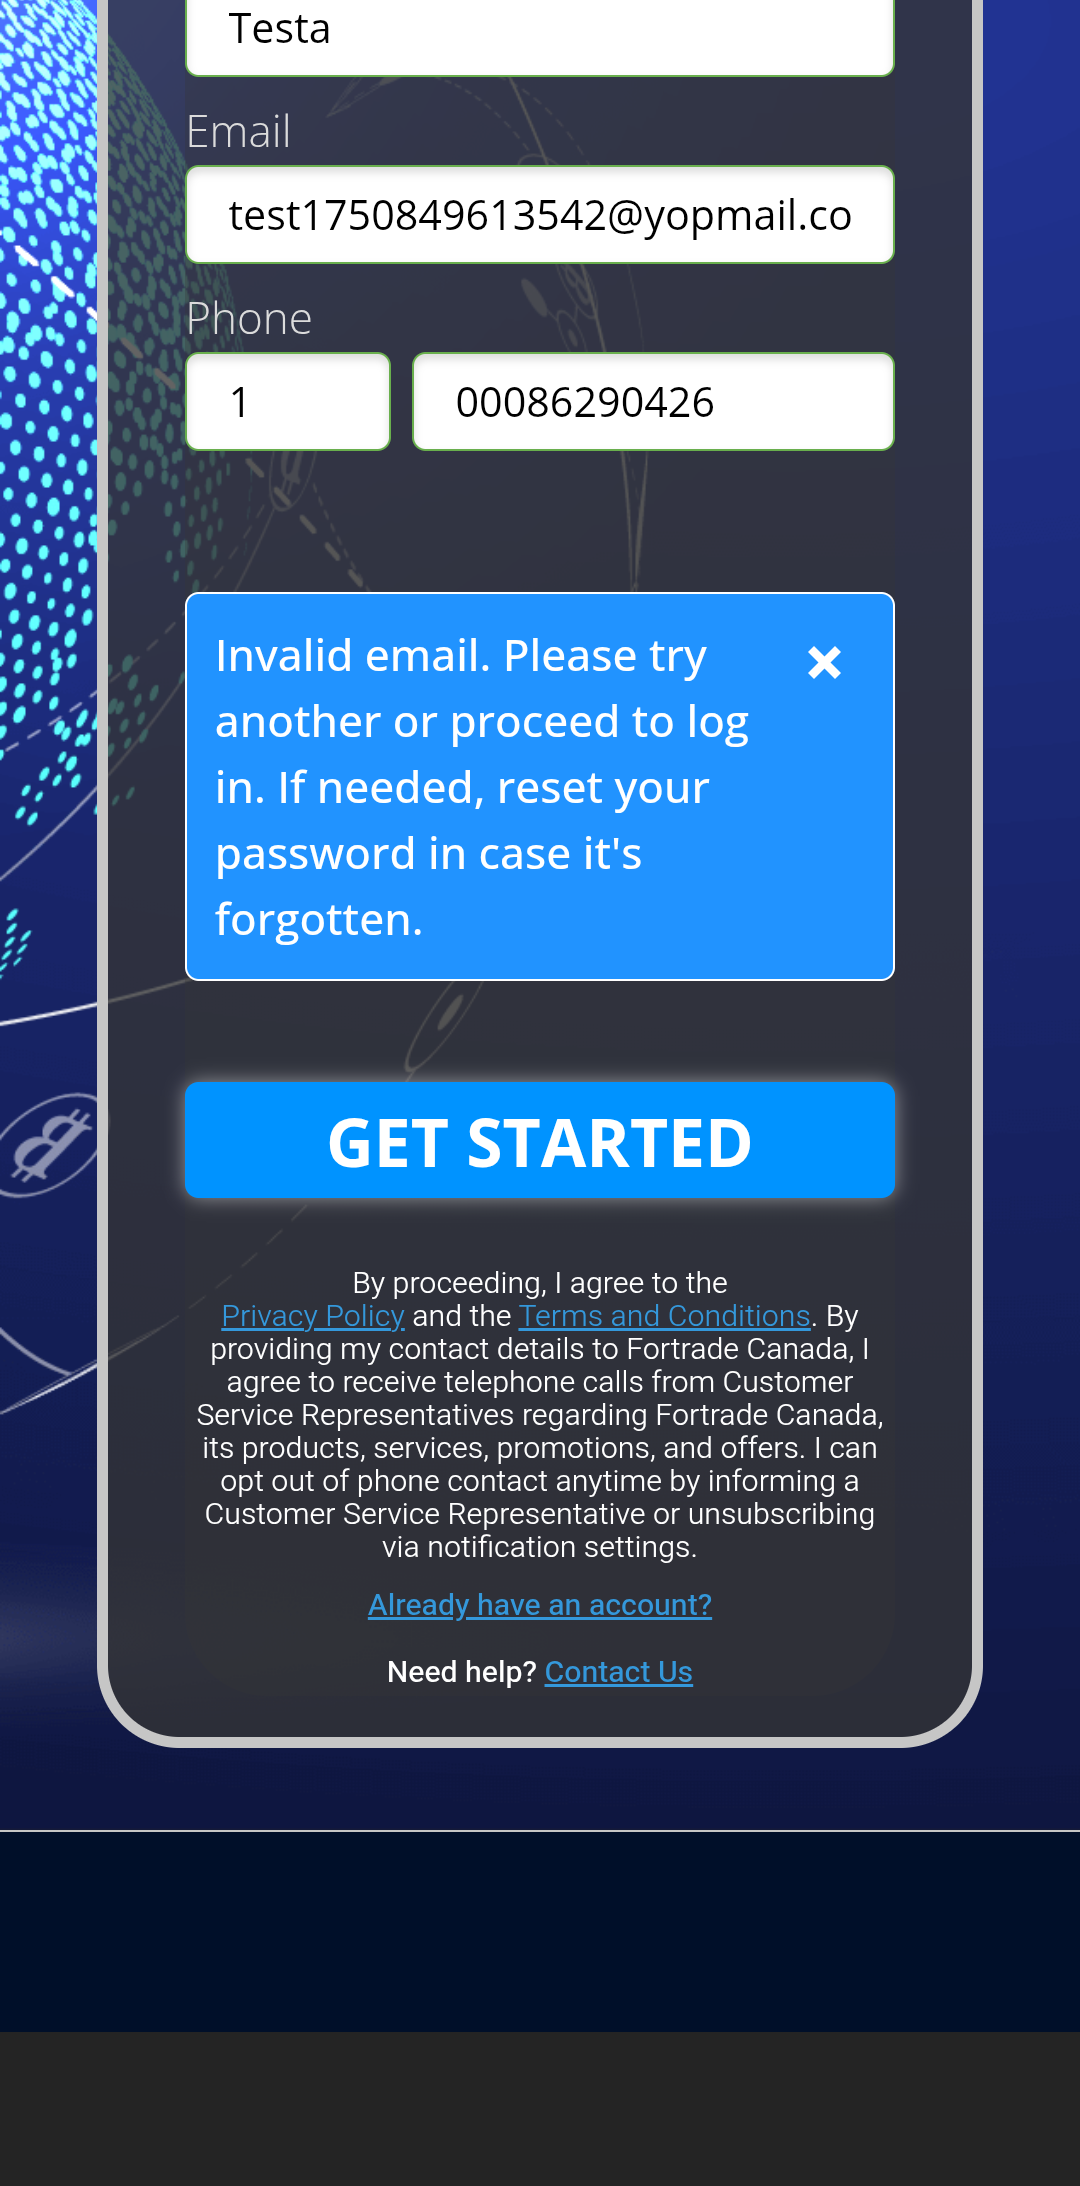 Testa
Email
test1750849613542@yopmail.co
Phone
1 00086290426
Invalid email. Please try
another or proceed to log
in. If needed, reset your
password in case it's
forgotten.
GET STARTED
By proceeding, I agree to the
Privacy Policy and the Terms and Conditions. By
providing my contact details to Fortrade Canada, I
agree to receive telephone calls from Customer
Service Representatives regarding Fortrade Canada,
its products, services, promotions, and offers. I can
opt out of phone contact anytime by informing a
Customer Service Representative or unsubscribing
via notification settings.
Already have an account?
Need help? Contact Us